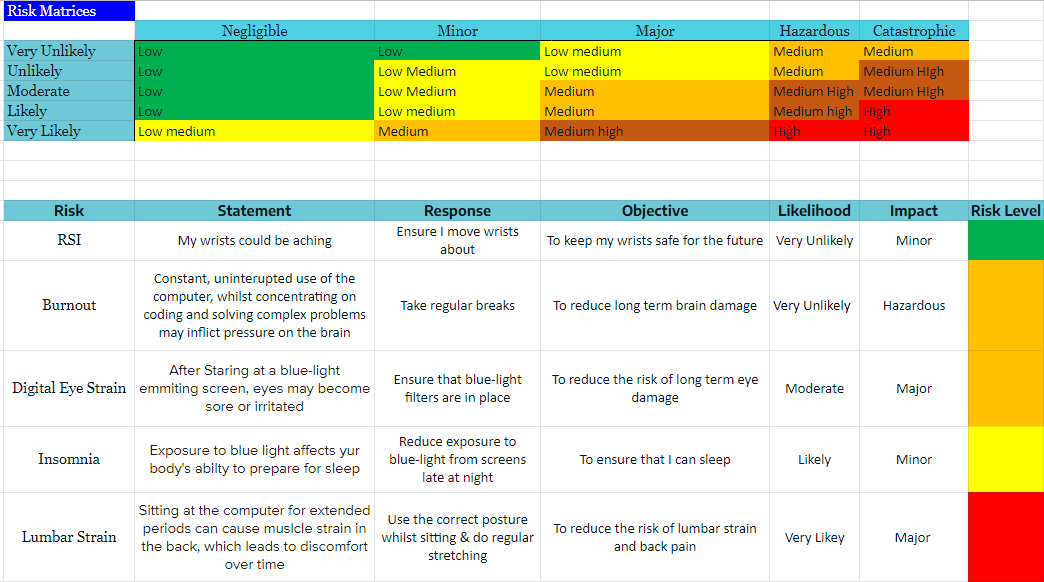 Risk Matrices
Negligible Minor Major Hazardous Catastrophic
Very Unlikely Low Low Low medium Medium Medium
Unlikely Low Low Medium Low medium Medium Medium HIgh
Moderate Low Low Medium Medium Medium High Medium HIgh
Likely Low Low medium Medium Medium high High
Very Likely Low medium Medium Medium high High High
Risk Statement Response Objective Likelihood Impact Risk Level
RSI
My wrists could be aching
Ensure I move wrists
about
To keep my wrists safe for the future
Very Unlikely
Minor
Burnout
Constant, uninterupted use of the
computer, whilst concentrating on
coding and solving complex problems
may inflict pressure on the brain
Take regular breaks
To reduce long term brain damage
Very Unlikely
Hazardous
Digital Eye Strain
After Staring at a blue-light
emmiting screen, eyes may become
sore or irritated
Ensure that blue-light
filters are in place
To reduce the risk of long term eye
damage
Moderate
Major
Insomnia
Exposure to blue light affects yur
body's abilty to prepare for sleep
Reduce exposure to
blue-light from screens
late at night
To ensure that I can sleep
Likely
Minor
Lumbar Strain
Sitting at the computer for extended
periods can cause muslcle strain in
the back, which leads to discomfort
over time
Use the correct posture
whilst sitting & do regular
stretching
To reduce the risk of lumbar strain
and back pain
Very Likey
Major